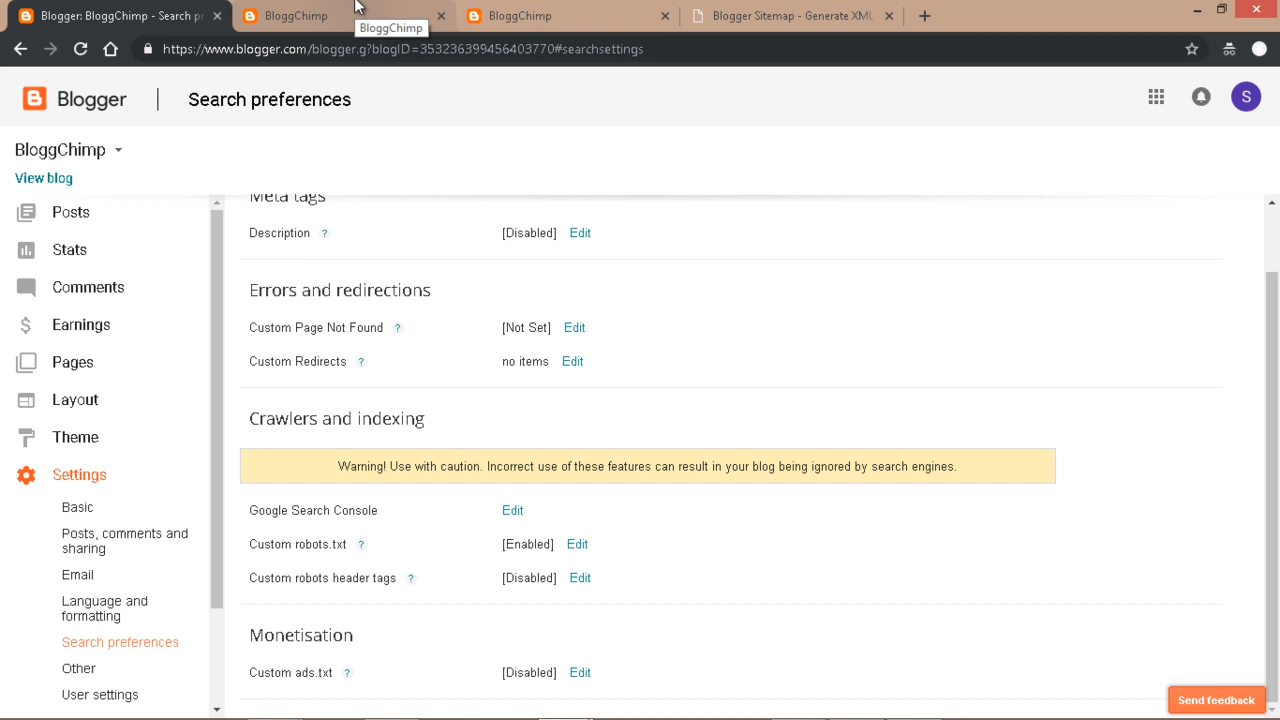 Blogger: BloggChimp - Search pr
BloggChimp
BloggChimp
Blogger Sitemap - Generate XML
BloggChimp
https://www.blogger.com/blogger.g?blogID=353236399456403770#searchsettings
Blogger
Search preferences
S
BloggChimp
View blog
Posts
Stats
Comments
Earnings
Pages
Layout
Theme
Settings
Basic
Posts, comments and
sharing
Email
Language and
formatting
Search preferences
Other
User settings
Meta tags
Description ? [Disabled] Edit
Errors and redirections
Custom Page Not Found ? [Not Set] Edit
Custom Redirects ? no items Edit
Crawlers and indexing
Warning! Use with caution. Incorrect use of these features can result in your blog being ignored by search engines.
Google Search Console Edit
Custom robots.txt ? [Enabled] Edit
Custom robots header tags ? [Disabled] Edit
Monetisation
Custom ads.txt ? [Disabled] Edit
Send feedback